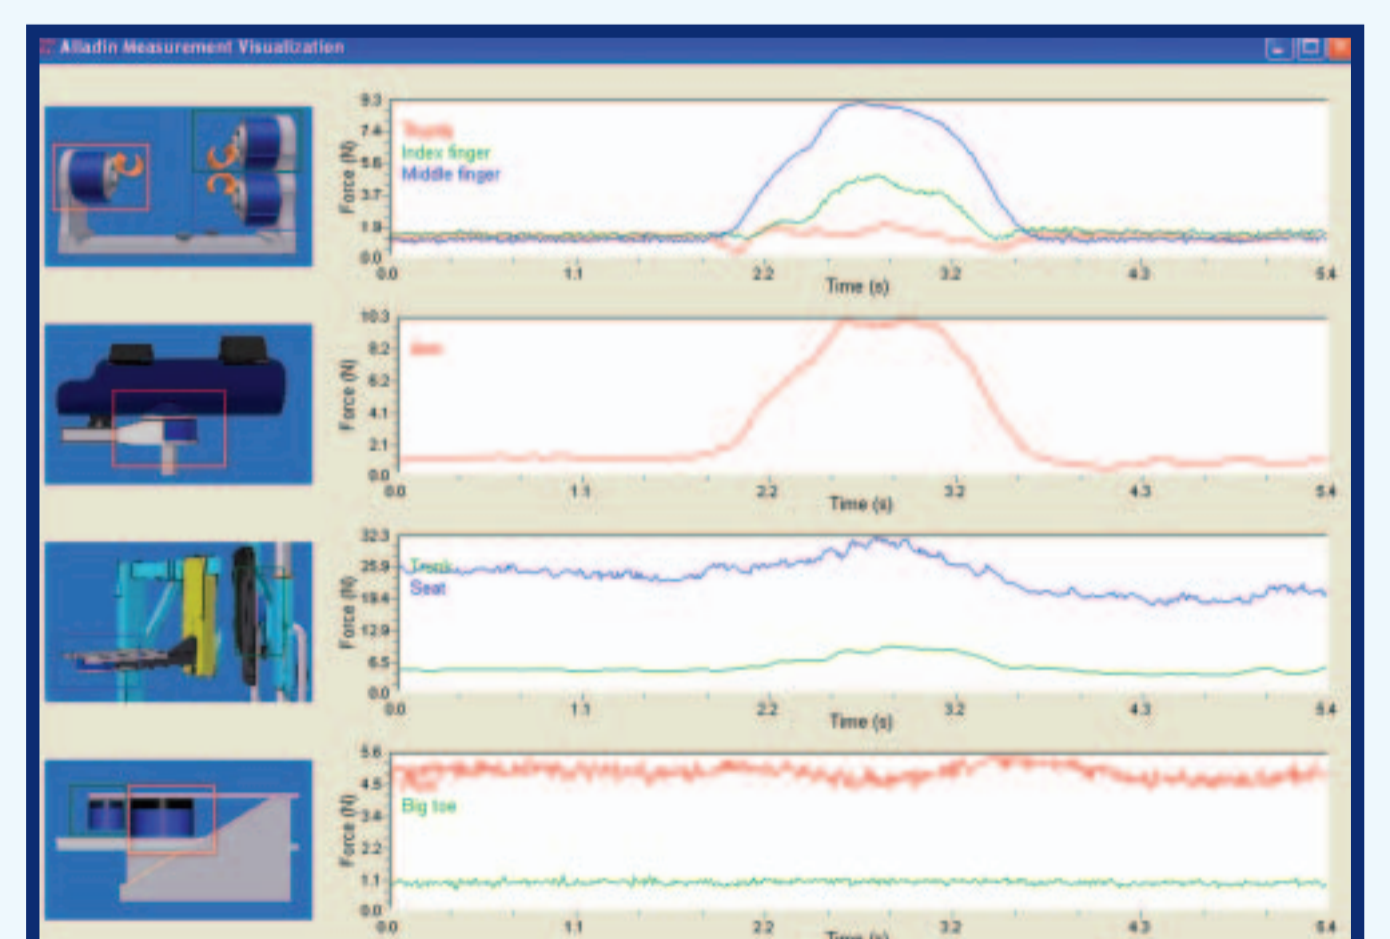 Alladin Measurement Visualization
9.3
7.4
5.6
3.7
1.9
0.0
Force (N)
Index finger
Middle finger
0.0 1.1 2.2 3.2 4.3 5.4
Time (s)
10.3
8.2
6.2
4.1
2.1
0.0
Force (N)
0.0 1.1 2.2 3.2 4.3 5.4
Time (s)
32.3
25.9
19.4
12.9
6.5
0.0
Force (N)
Trunk
Seat
0.0 1.1 2.2 3.2 4.3 5.4
Time (s)
5.6
4.5
3.4
2.2
1.1
0.0
Force (N)
Big toe
0.0 1.1 2.2 3.2 4.3 5.4
Time (s)